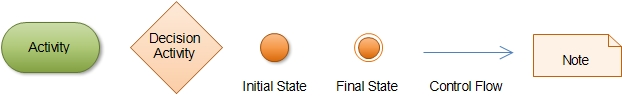 Activity
Decision
Activity
Initial State
Final State
Control Flow
Note